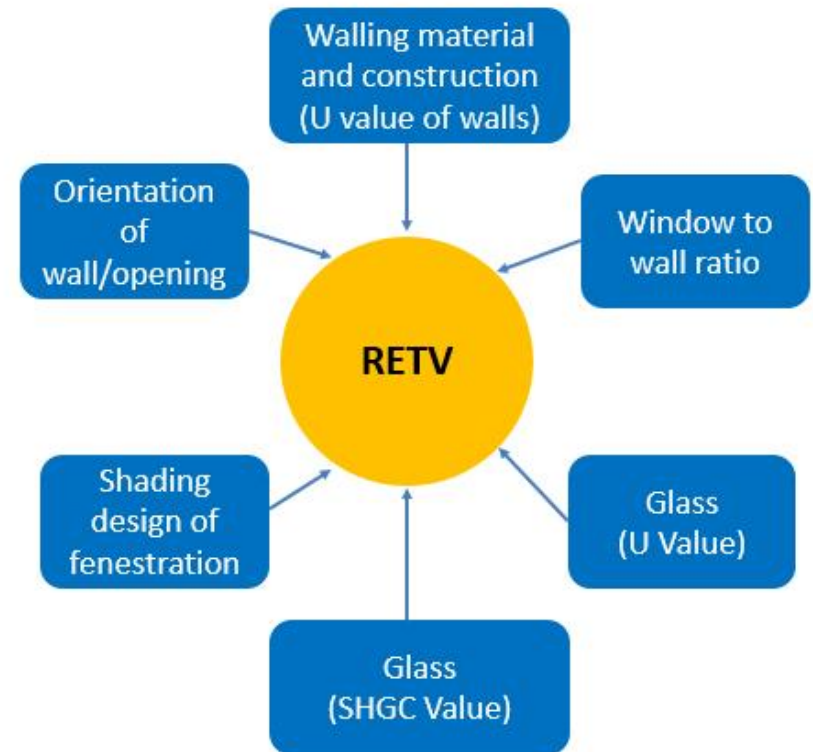 Walling material
and construction
(U value of walls)
Orientation
of
wall/opening
Window to
wall ratio
RETV
Shading
design of
fenestration
Glass
(U Value)
Glass
(SHGC Value)